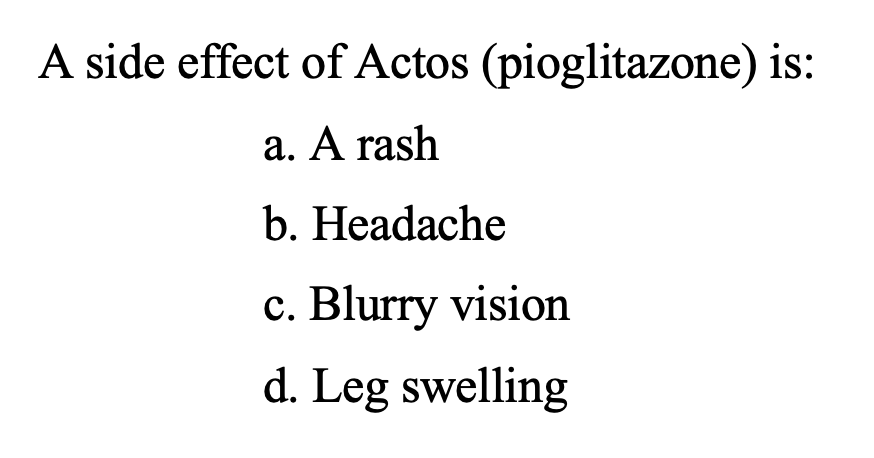 A side effect of Actos (pioglitazone) is:
a. A rash
b. Headache
c. Blurry vision
d. Leg swelling